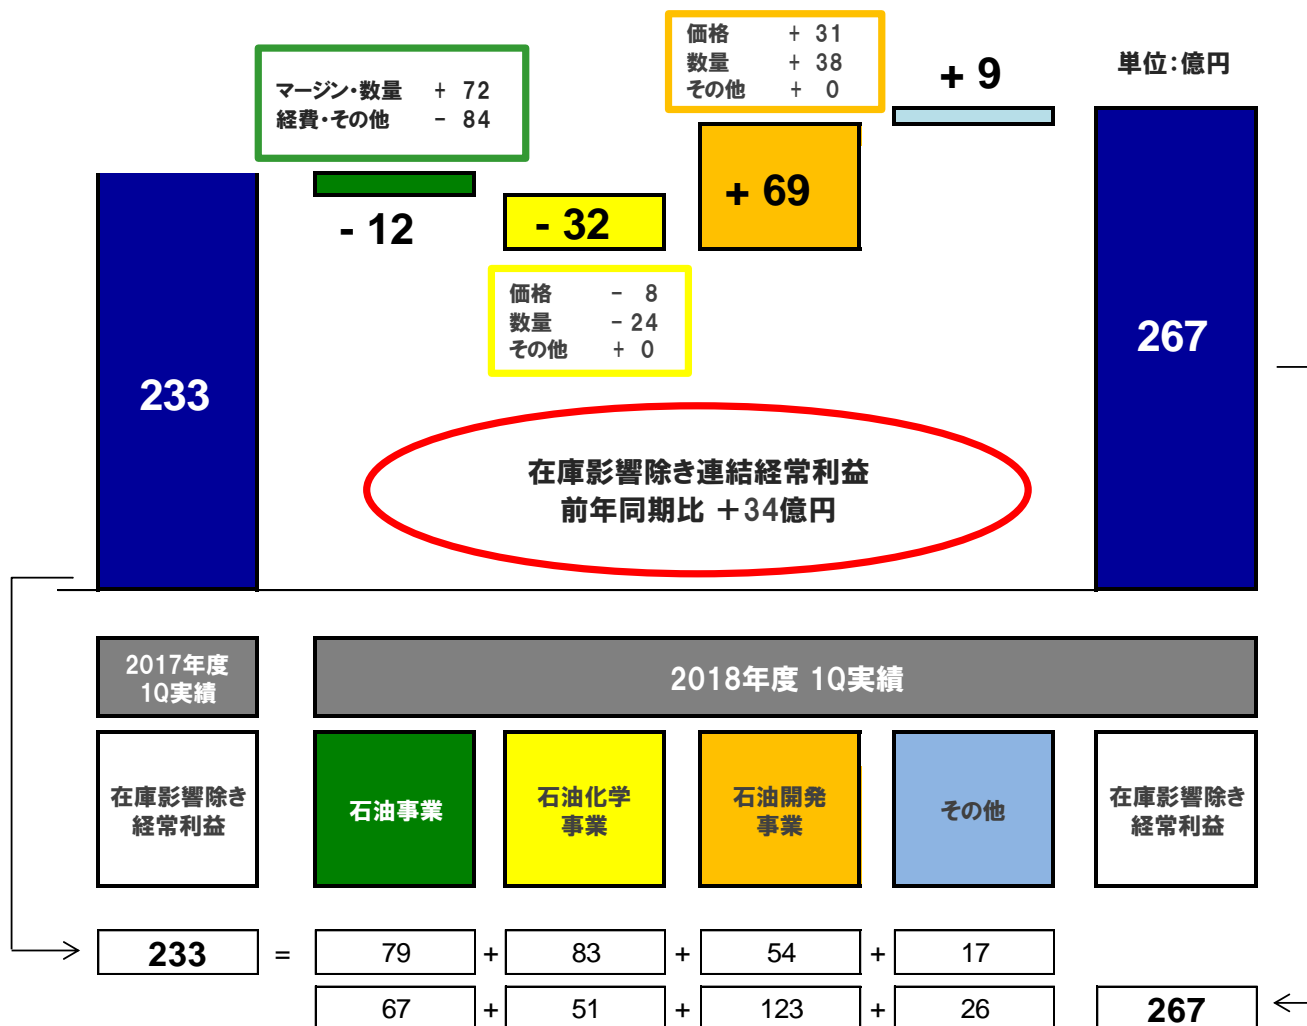 価格 + 31
数量 + 38
その他 + 0
+ 9
単位：億円
マージン・数量 + 72
経費・その他 - 84
- 12
- 32
+ 69
価格 - 8
数量 - 24
その他 + 0
233
267
在庫影響除き連結経常利益
前年同期比 ＋34億円
2017年度
1Q実績
2018年度 1Q実績
在庫影響除き
経常利益
石油事業
石油化学
事業
石油開発
事業
その他
在庫影響除き
経常利益
233 = 79 + 83 + 54 + 17
67 + 51 + 123 + 26 267